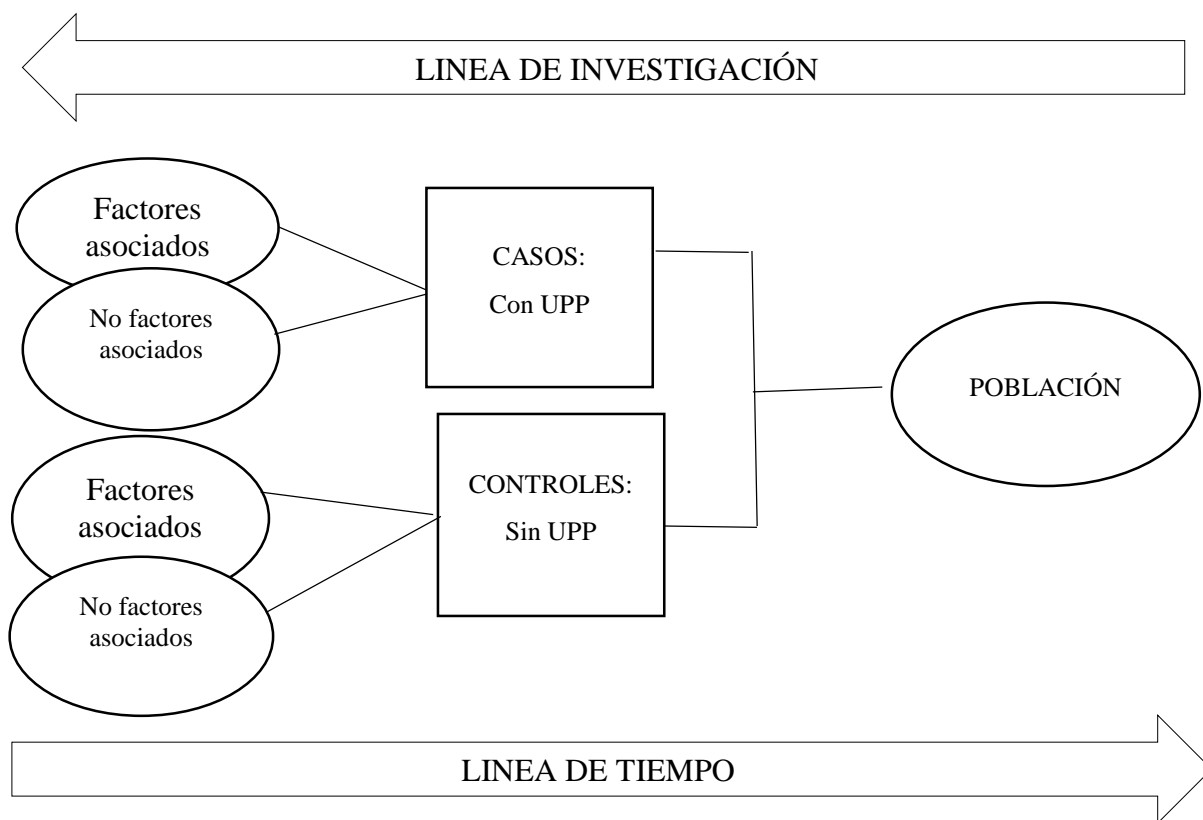 LINEA DE INVESTIGACIÓN
Factores
asociados
No factores
asociados
CASOS:
Con UPP
POBLACIÓN
Factores
asociados
No factores
asociados
CONTROLES:
Sin UPP
LINEA DE TIEMPO